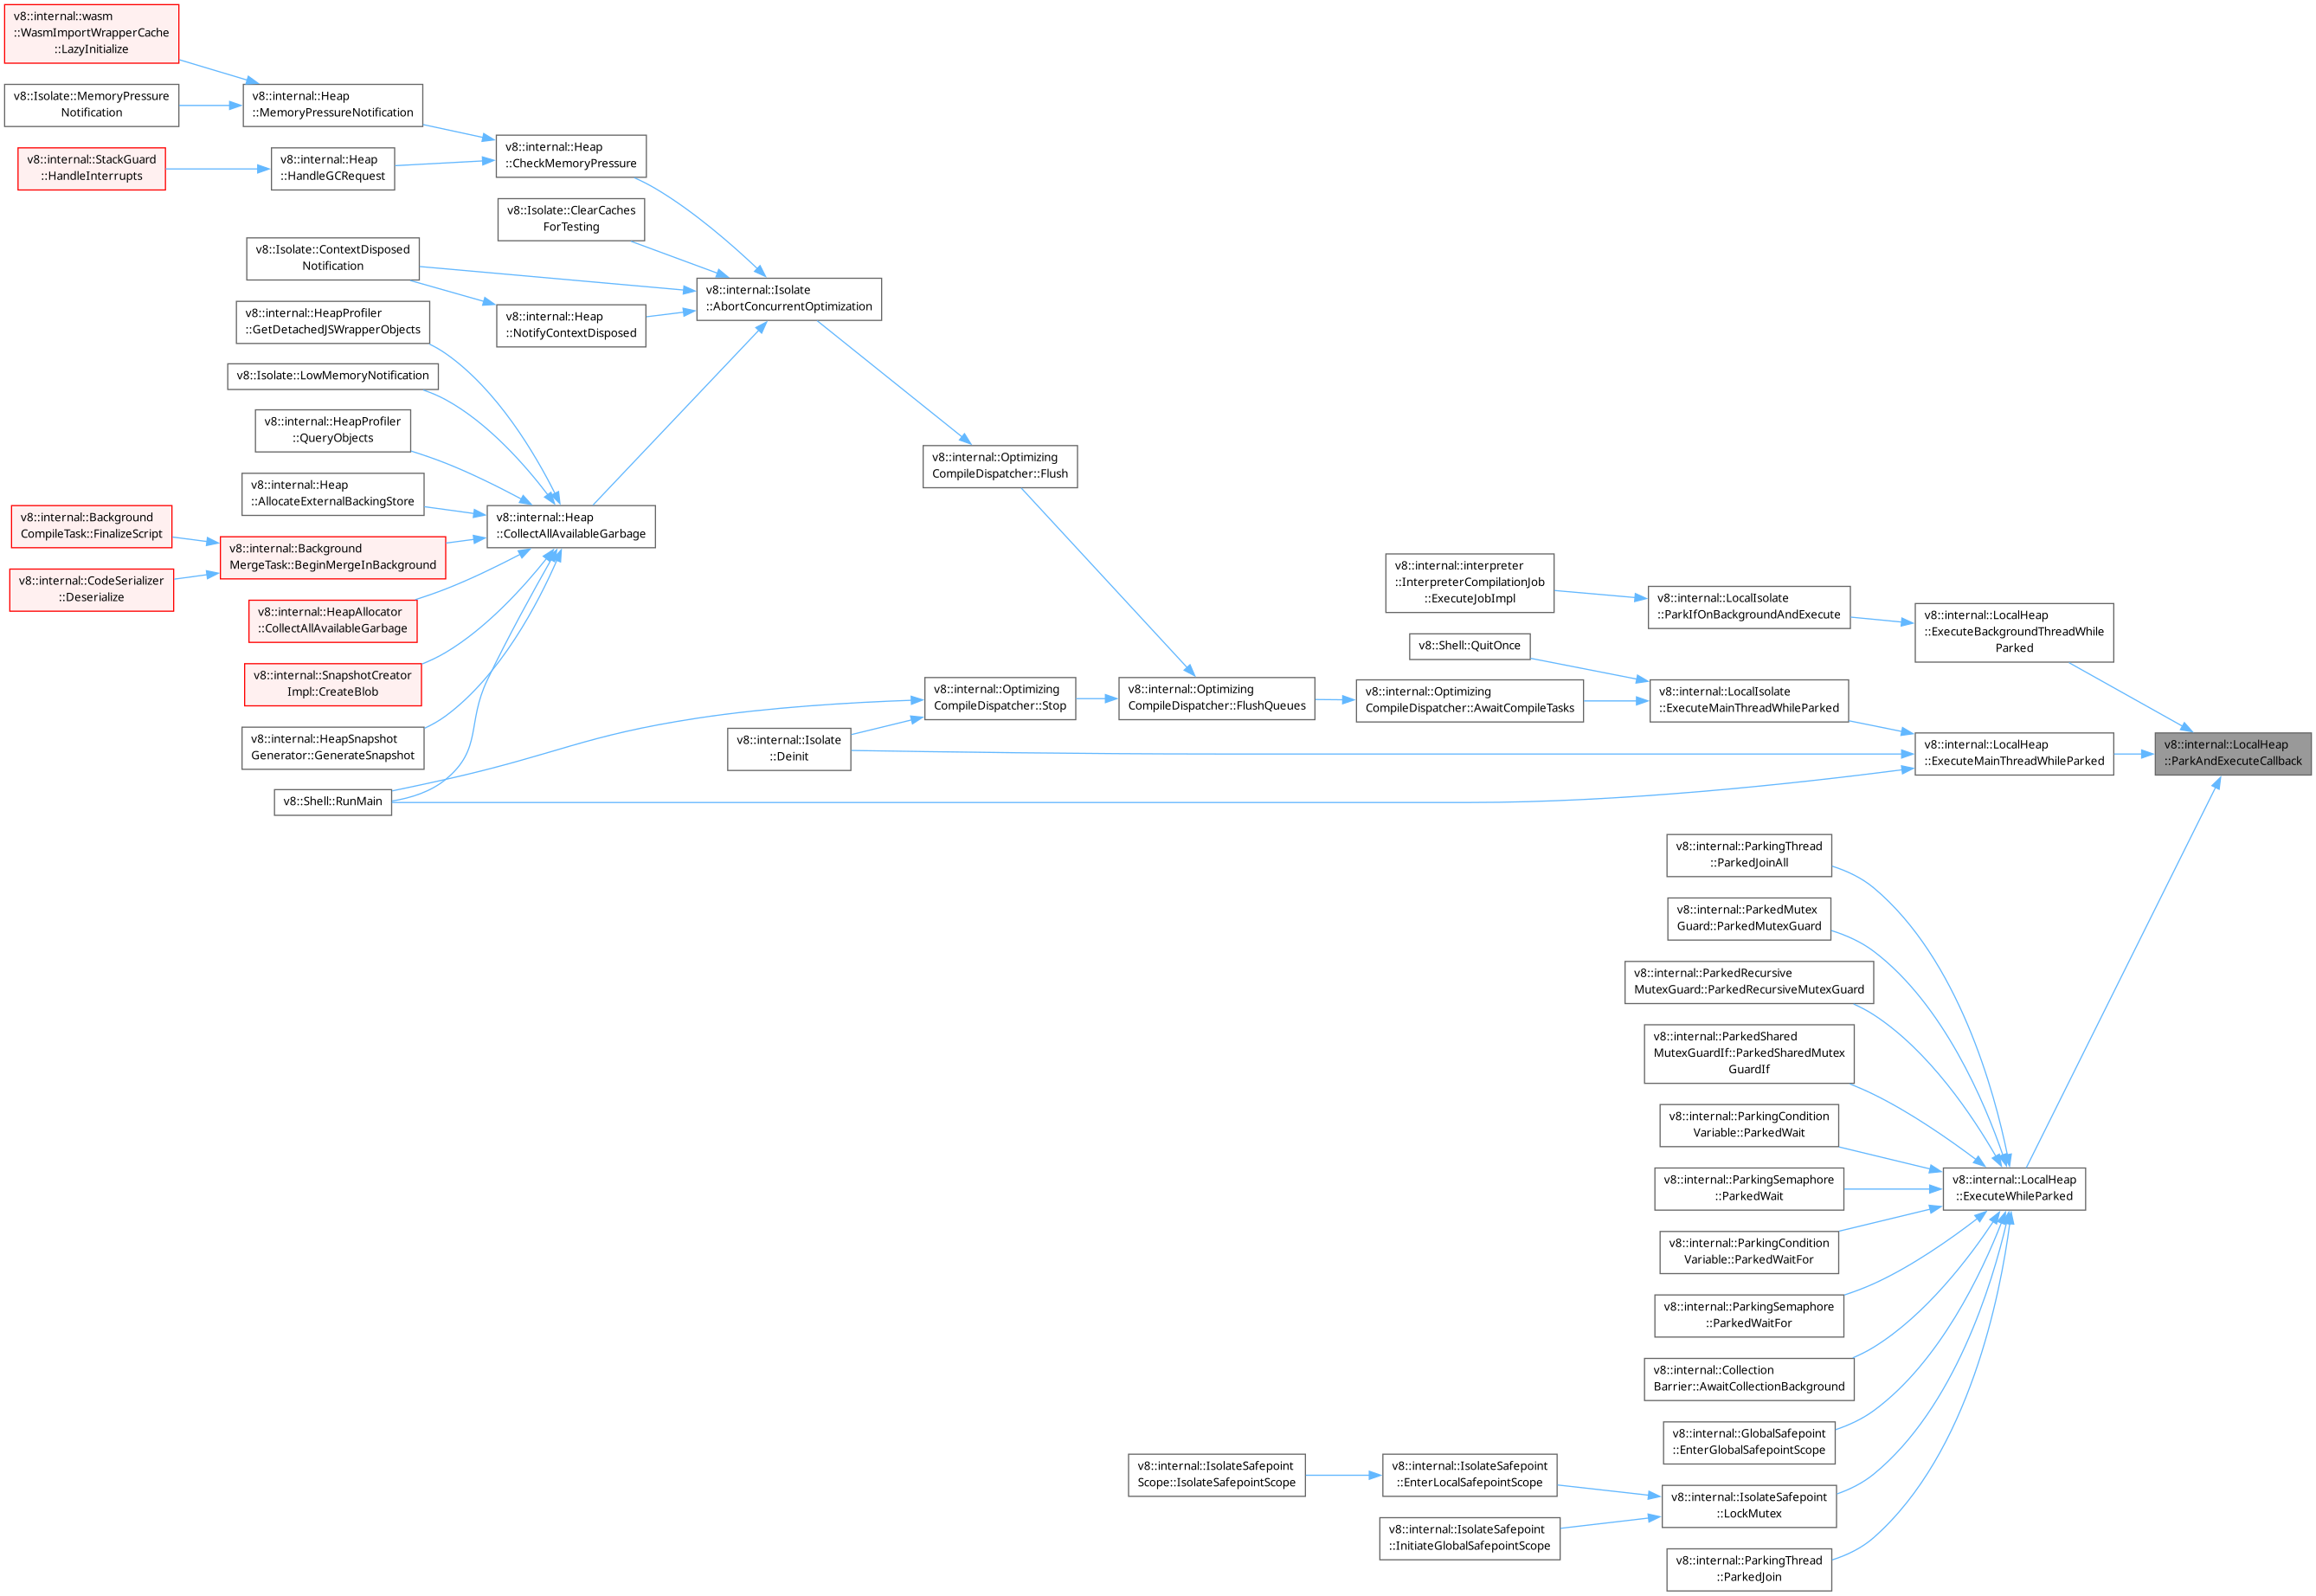 v8::internal::wasm
::WasmImportWrapperCache
::LazyInitialize
v8::Isolate::MemoryPressure
Notification
v8::internal::StackGuard
::HandleInterrupts
v8::internal::Background
CompileTask::FinalizeScript
v8::internal::CodeSerializer
::Deserialize
v8::internal::Heap
::MemoryPressureNotification
v8::internal::Heap
::HandleGCRequest
v8::Isolate::ContextDisposed
Notification
v8::internal::HeapProfiler
::GetDetachedJSWrapperObjects
v8::Isolate::LowMemoryNotification
v8::internal::HeapProfiler
::QueryObjects
v8::internal::Heap
::AllocateExternalBackingStore
v8::internal::Background
MergeTask::BeginMergeInBackground
v8::internal::HeapAllocator
::CollectAllAvailableGarbage
v8::internal::SnapshotCreator
Impl::CreateBlob
v8::internal::HeapSnapshot
Generator::GenerateSnapshot
v8::Shell::RunMain
v8::internal::Heap
::CheckMemoryPressure
v8::Isolate::ClearCaches
ForTesting
v8::internal::Heap
::NotifyContextDisposed
v8::internal::Heap
::CollectAllAvailableGarbage
v8::internal::Isolate
::AbortConcurrentOptimization
v8::internal::Isolate
::Deinit
v8::internal::Optimizing
CompileDispatcher::Flush
v8::internal::Optimizing
CompileDispatcher::Stop
v8::internal::Optimizing
CompileDispatcher::FlushQueues
v8::internal::IsolateSafepoint
Scope::IsolateSafepointScope
v8::internal::interpreter
::InterpreterCompilationJob
::ExecuteJobImpl
v8::Shell::QuitOnce
v8::internal::Optimizing
CompileDispatcher::AwaitCompileTasks
v8::internal::IsolateSafepoint
::EnterLocalSafepointScope
v8::internal::IsolateSafepoint
::InitiateGlobalSafepointScope
v8::internal::LocalIsolate
::ParkIfOnBackgroundAndExecute
v8::internal::LocalIsolate
::ExecuteMainThreadWhileParked
v8::internal::ParkingThread
::ParkedJoinAll
v8::internal::ParkedMutex
Guard::ParkedMutexGuard
v8::internal::ParkedRecursive
MutexGuard::ParkedRecursiveMutexGuard
v8::internal::ParkedShared
MutexGuardIf::ParkedSharedMutex
GuardIf
v8::internal::ParkingCondition
Variable::ParkedWait
v8::internal::ParkingSemaphore
::ParkedWait
v8::internal::ParkingCondition
Variable::ParkedWaitFor
v8::internal::ParkingSemaphore
::ParkedWaitFor
v8::internal::Collection
Barrier::AwaitCollectionBackground
v8::internal::GlobalSafepoint
::EnterGlobalSafepointScope
v8::internal::IsolateSafepoint
::LockMutex
v8::internal::ParkingThread
::ParkedJoin
v8::internal::LocalHeap
::ExecuteBackgroundThreadWhile
Parked
v8::internal::LocalHeap
::ExecuteMainThreadWhileParked
v8::internal::LocalHeap
::ExecuteWhileParked
v8::internal::LocalHeap
::ParkAndExecuteCallback